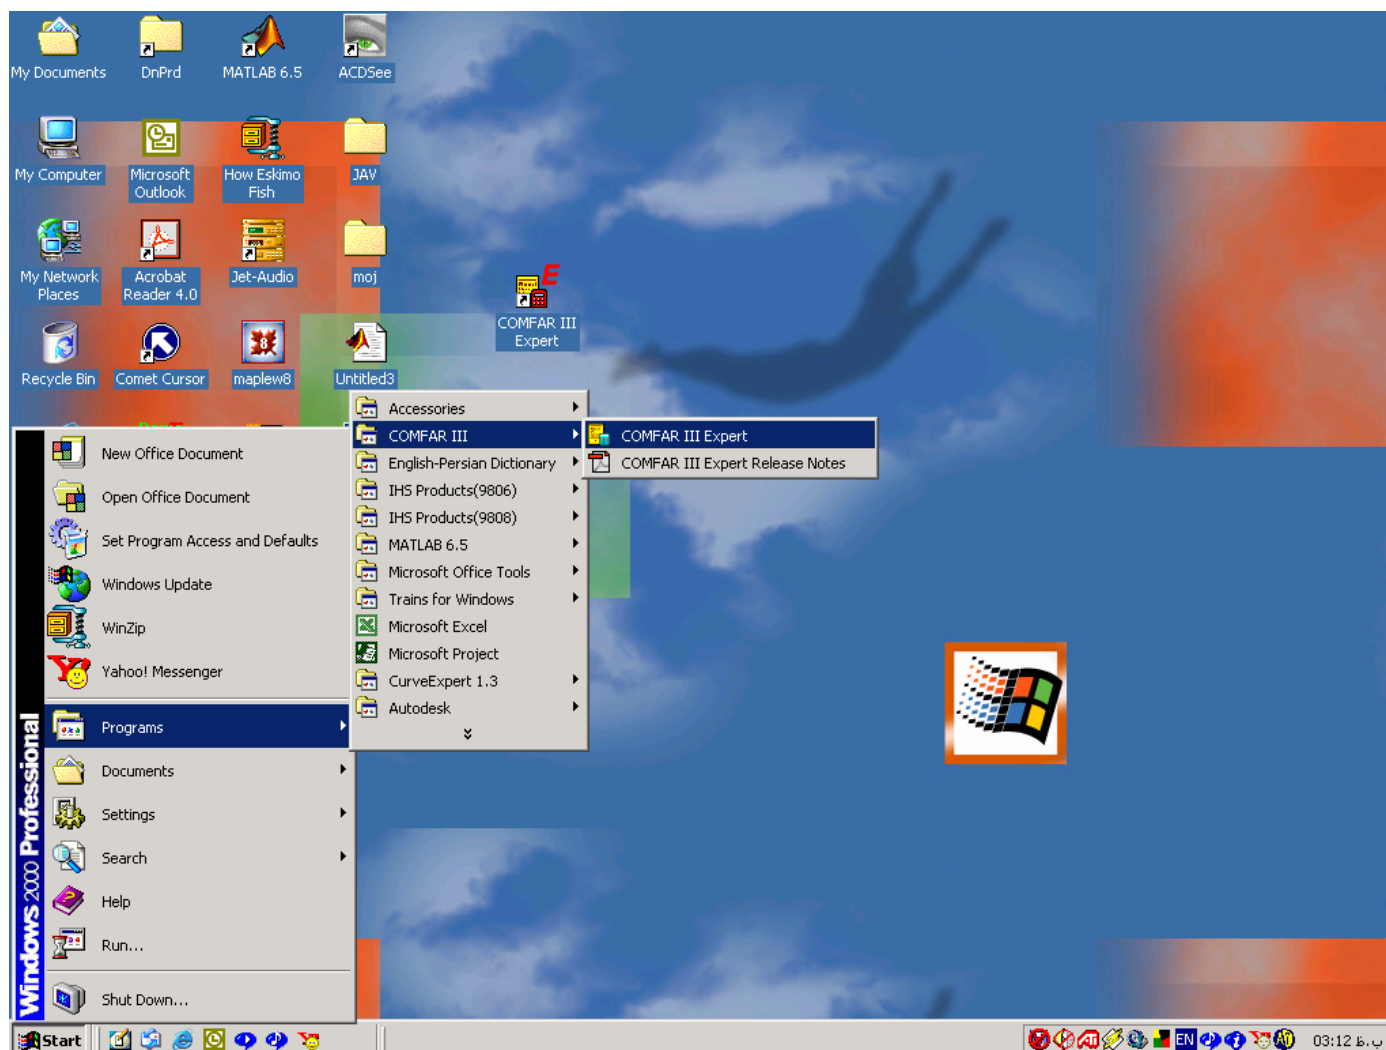 My Documents
DnPrd
MATLAB 6.5
ACDSee
My Computer
Microsoft
Outlook
How Eskimo
Fish
JAV
My Network
Places
Acrobat
Reader 4.0
Jet-Audio
moj
COMFAR III
Expert
Recycle Bin
Comet Cursor
maplew8
Untitled3
Accessories
COMFAR III
English-Persian Dictionary
IHS Products(9806)
IHS Products(9808)
MATLAB 6.5
Microsoft Office Tools
Trains for Windows
Microsoft Excel
Microsoft Project
CurveExpert 1.3
Autodesk
COMFAR III Expert
COMFAR III Expert Release Notes
New Office Document
Open Office Document
Set Program Access and Defaults
Windows Update
WinZip
Yahoo! Messenger
Programs
Documents
Settings
Search
Help
Run...
Shut Down...
Windows 2000 Professional
Start
EN
03:12 ب.ظ